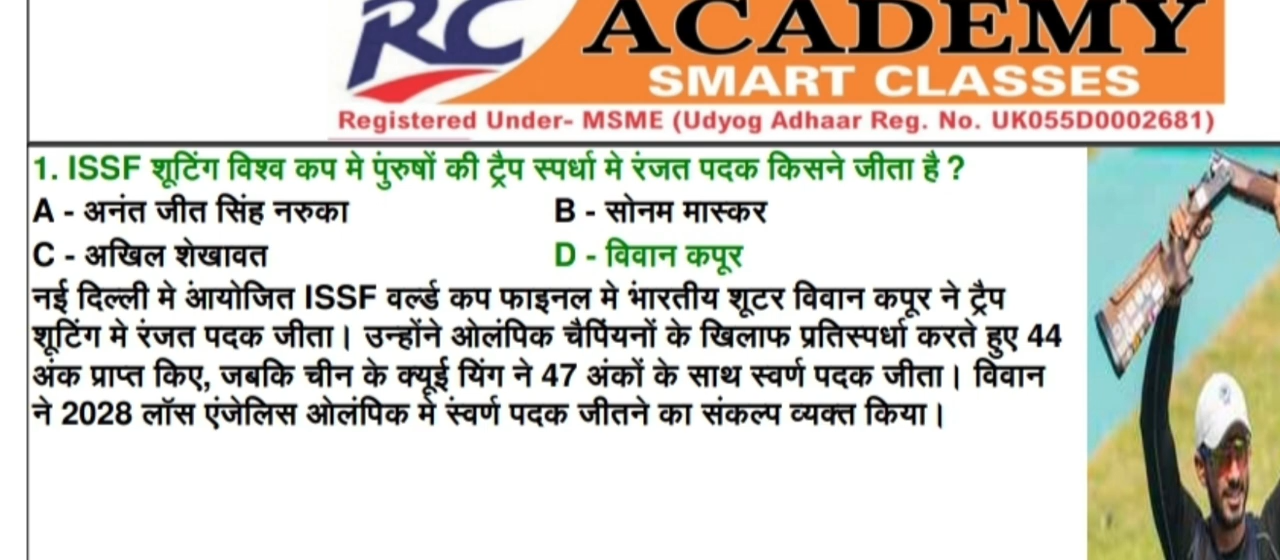 RC ACADEMY
SMART CLASSES
Registered Under- MSME (Udyog Adhaar Reg. No. UK055D0002681)
1. ISSF शूटिंग विश्व कप मे पुंरुषों की ट्रैप स्पर्धा मे रंजत पदक किसने जीता है ?
A - अनंत जीत सिंह नरुका
B - सोनम मास्कर
C - अखिल शेखावत
D - विवान कपूर
नई दिल्ली मे आंयोजित ISSF वर्ल्ड कप फाइनल मे भांरतीय शूटर विवान कपूर ने ट्रैप
शूटिंग मे रंजत पदक जीता। उन्होंने ओलंपिक चैपिंयनों के खिलाफ प्रतिस्पर्धा करते हुए 44
अंक प्राप्त किए, जबकि चीन के क्यूई यिंग ने 47 अंकों के साथ स्वर्ण पदक जीता। विवान
ने 2028 लॉस एंजेलिस ओलंपिक में स्ंवर्ण पदक जीतने का संकल्प व्यक्त किया।